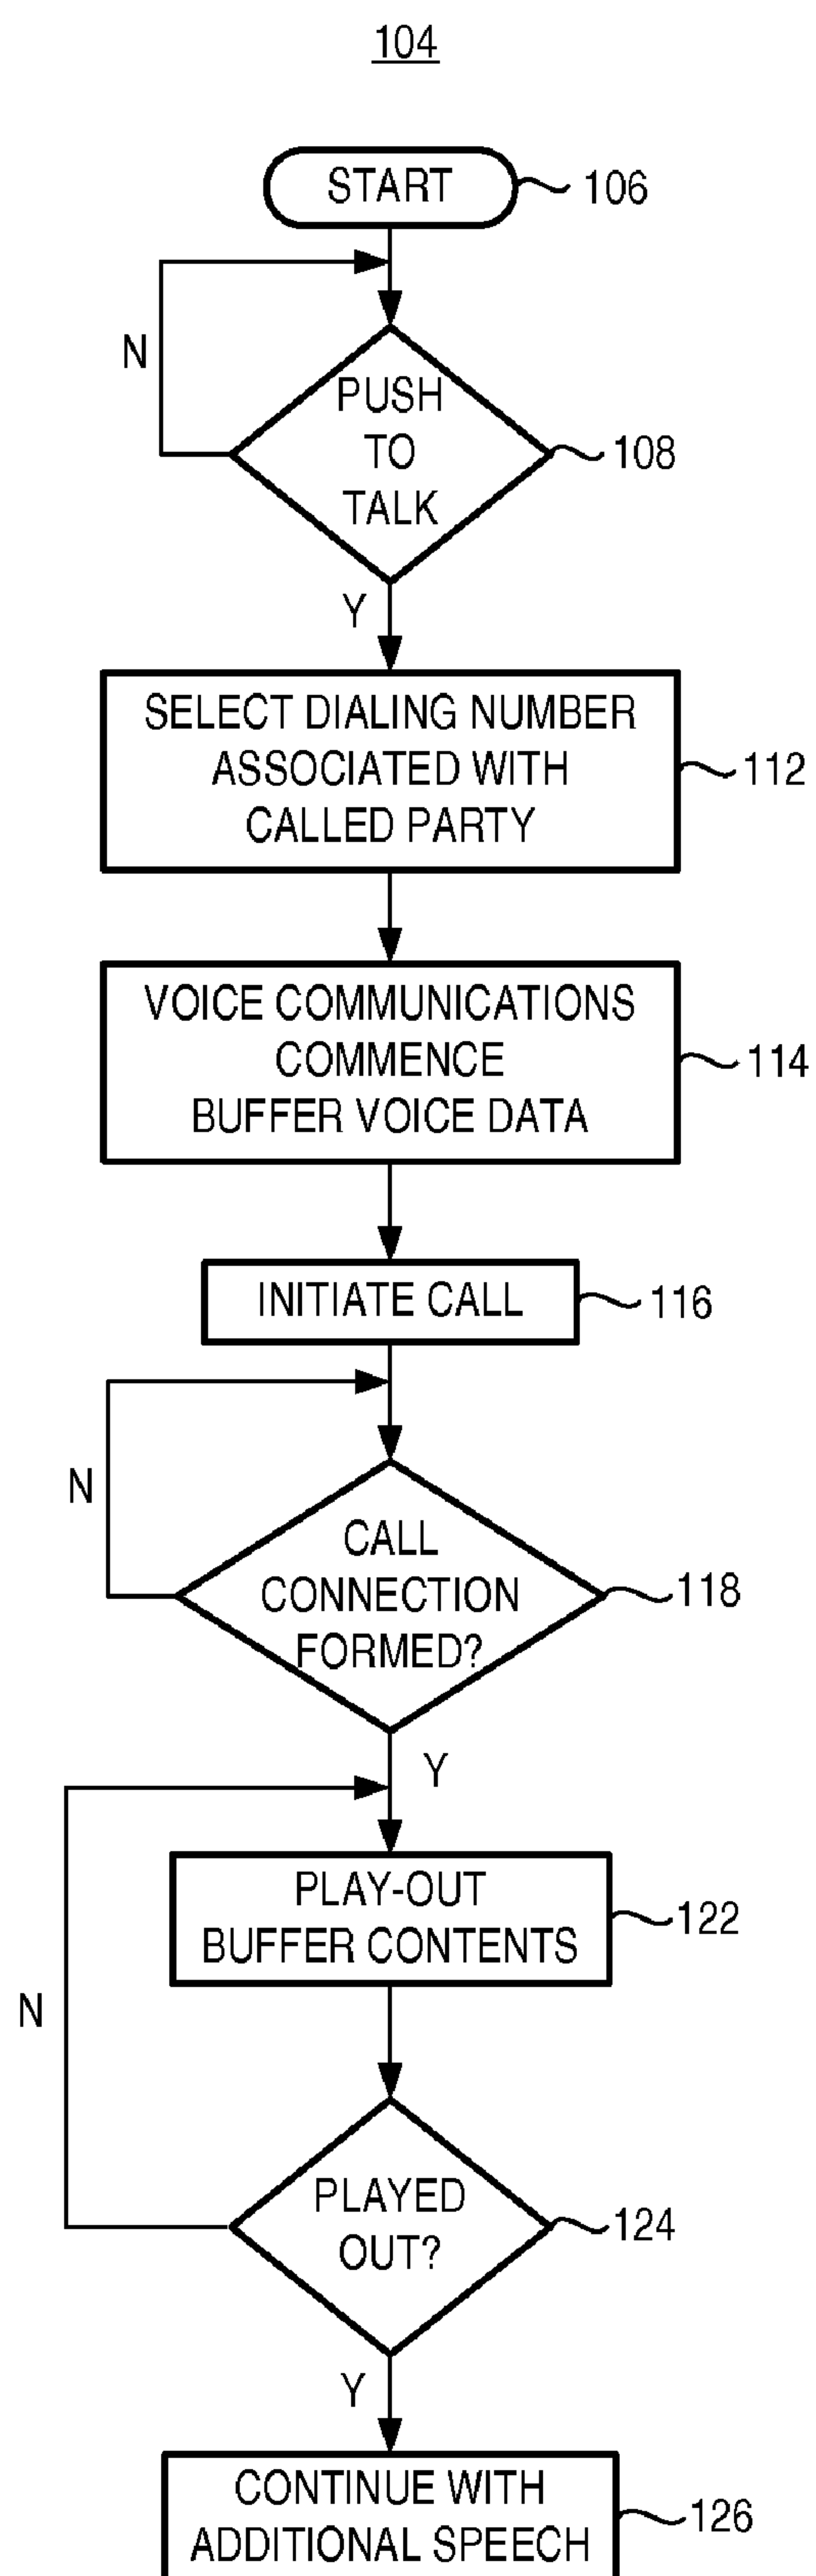 104
START
106
N
PUSH
TO
TALK
108
Y
SELECT DIALING NUMBER
ASSOCIATED WITH
CALLED PARTY
112
VOICE COMMUNICATIONS
COMMENCE
BUFFER VOICE DATA
114
INITIATE CALL
116
N
CALL
CONNECTION
FORMED?
118
Y
PLAY-OUT
BUFFER CONTENTS
122
N
PLAYED
OUT?
124
Y
CONTINUE WITH
ADDITIONAL SPEECH
126